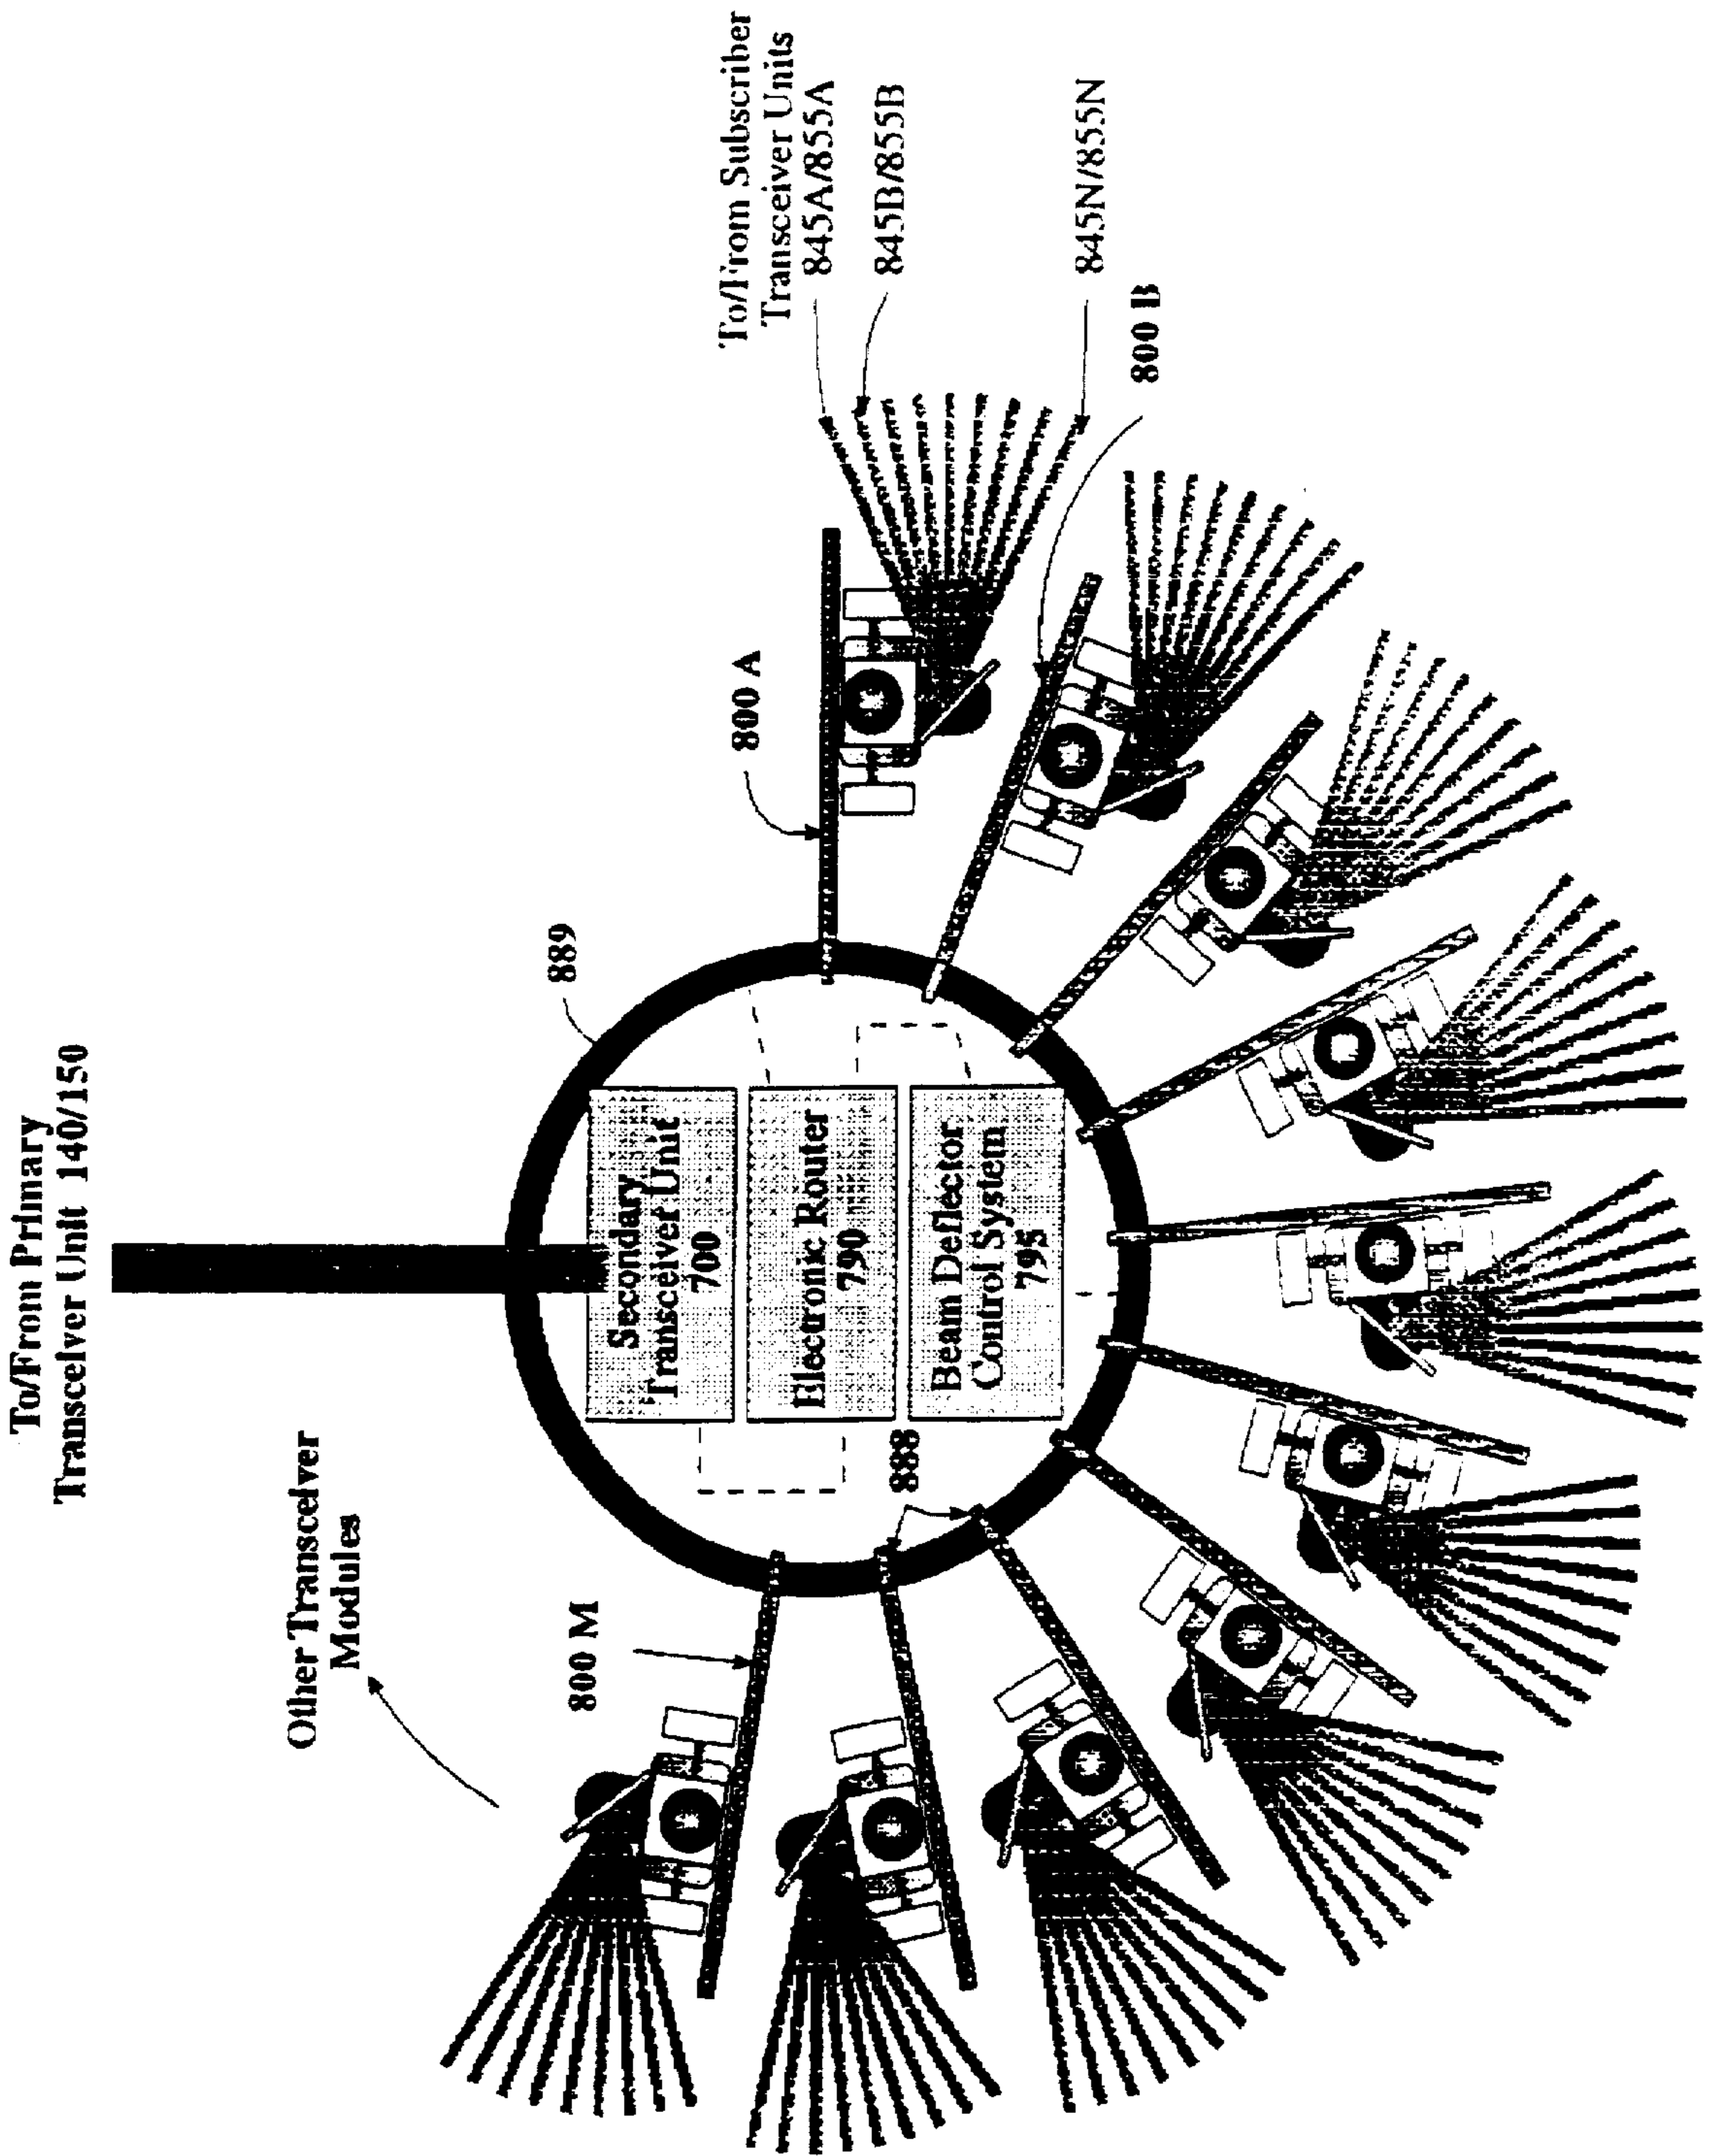 To/From Primary
Transceiver Unit 140/150
Other Transceiver
Modules
800 M
888
889
Secondary
Transceiver Unit
700
Electronic Router
790
Beam Deflector
Control System
795
800 A
To/From Subscriber
Transceiver Units
845A/855A
845B/855B
845N/855N
800 B